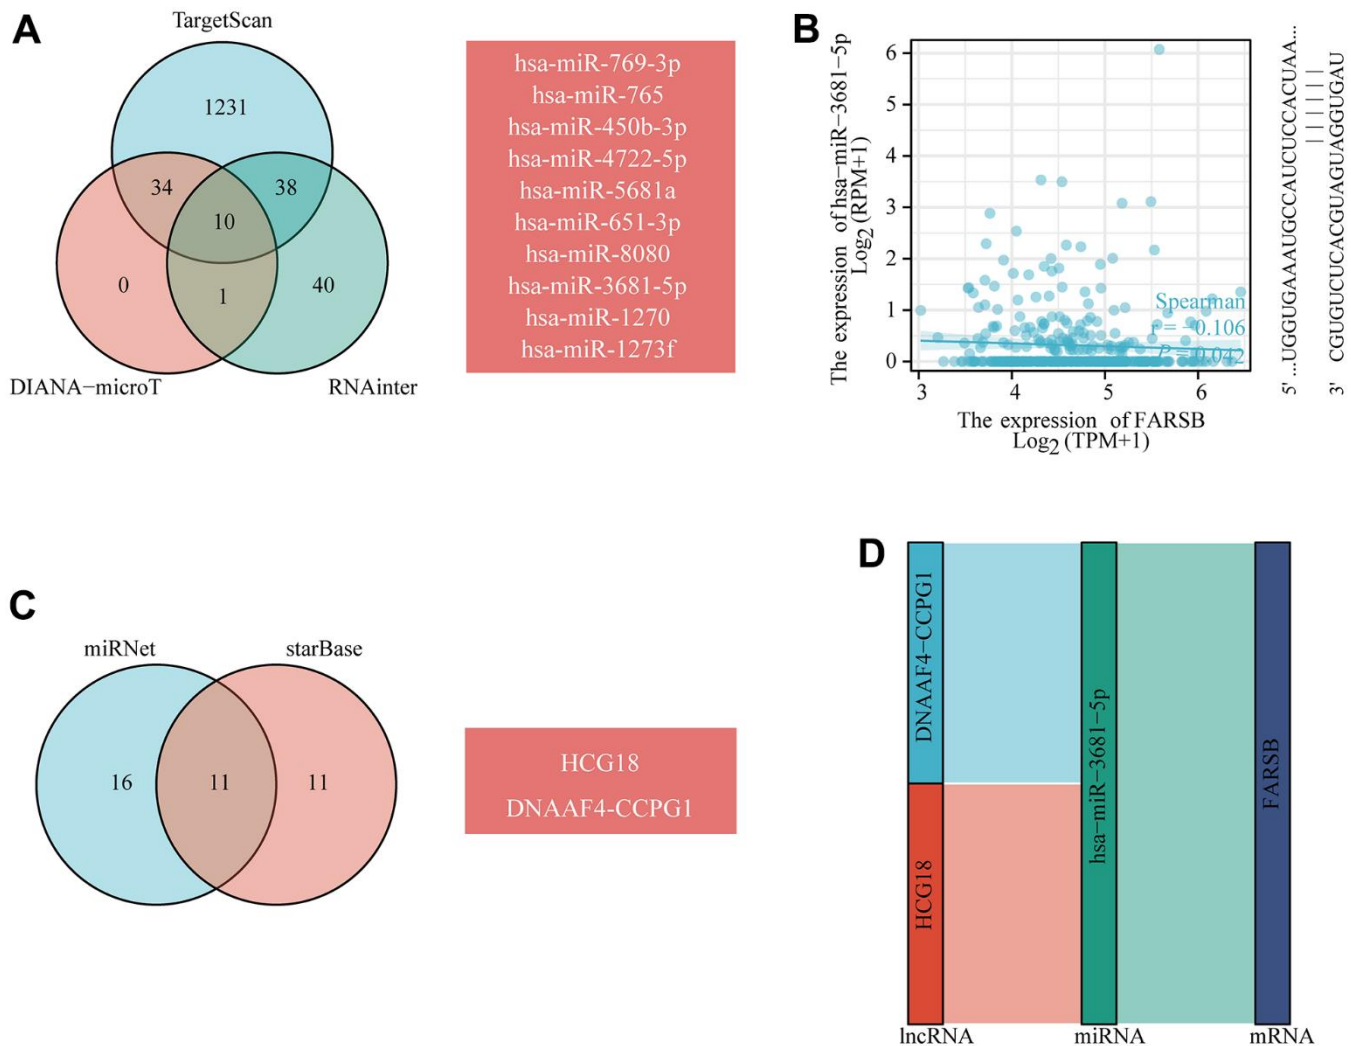 A
TargetScan
1231
34
38
10
0
1
40
DIANA−microT
RNAinter
hsa-miR-769-3p
hsa-miR-765
hsa-miR-450b-3p
hsa-miR-4722-5p
hsa-miR-5681a
hsa-miR-651-3p
hsa-miR-8080
hsa-miR-3681-5p
hsa-miR-1270
hsa-miR-1273f
B
The expression of hsa−miR−3681−5p
Log2 (RPM+1)
6
5
4
3
2
1
0
Spearman
r = −0.106
P = 0.042
3
4
5
6
The expression of FARSB
Log2 (TPM+1)
5' ...UGGUGAAAUGCCAUCUCCACUAA...
3' CGUGUCUCACGUAGUAGGUGAU
C
miRNet
starBase
16
11
11
HCG18
DNAAF4-CCPG1
D
DNAAF4−CCPG1
HCG18
hsa−miR−3681−5p
FARSB
lncRNA
miRNA
mRNA